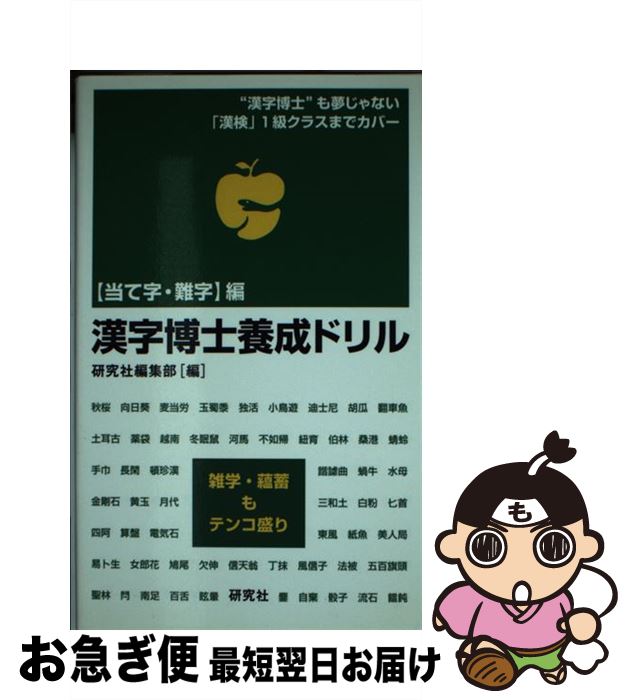 “漢字博士”も夢じゃない
「漢検」1級クラスまでカバー
【当て字・難字】編
漢字博士養成ドリル
研究社編集部[編]
秋桜 向日葵 麦当労 玉蜀黍 独活 小鳥遊 迪士尼 胡瓜 翻車魚
土耳古 薬袋 越南 冬眠鼠 河馬 不如帰 紐育 伯林 桑港 蜻蛉
手巾 長閑 頓珍漢 諧謔曲 蝸牛 水母
雑学・蘊蓄
も
テンコ盛り
金剛石 黄玉 月代 三和土 白粉 匕首
四阿 算盤 電気石 東風 紙魚 美人局
易卜生 女郎花 鳩尾 欠伸 信天翁 丁抹 風信子 法被 五百旗頭
聖林 閂 南足 百舌 眩暈 研究社 自棄 骰子 流石 饂飩
も
お急ぎ便 最短翌日お届け